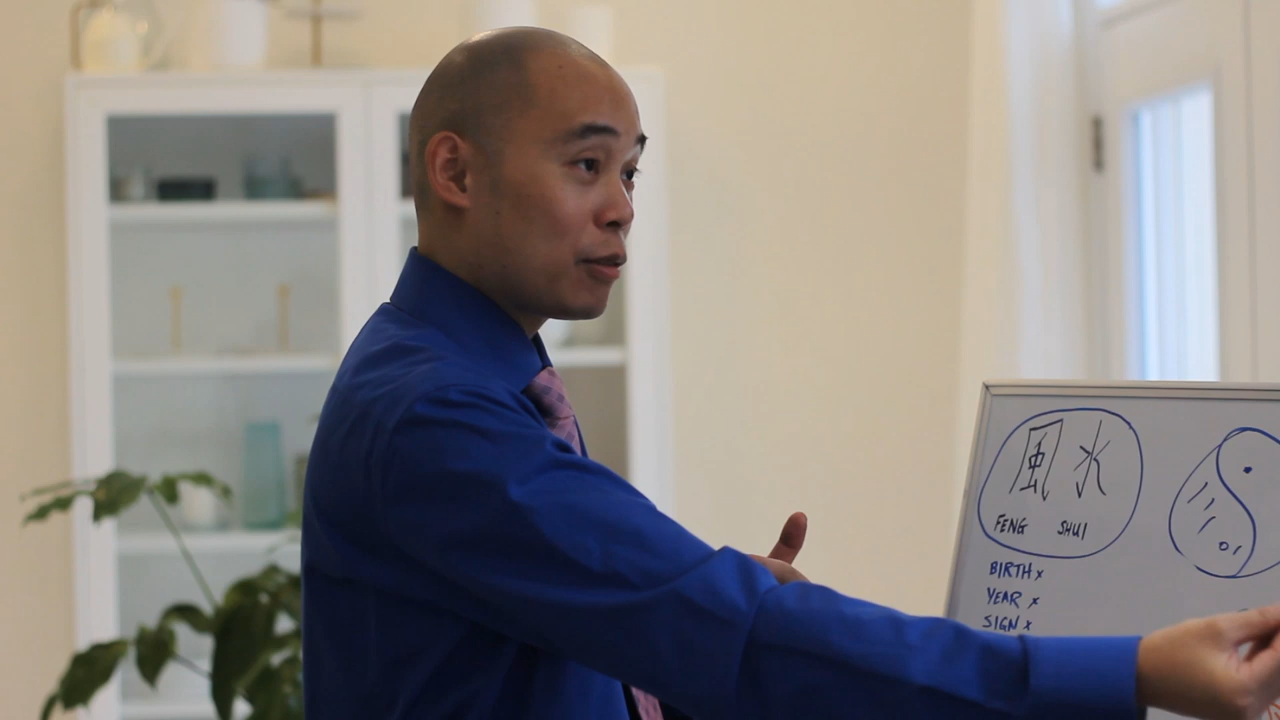 風水
FENG SHUI
BIRTH x
YEAR x
SIGN x